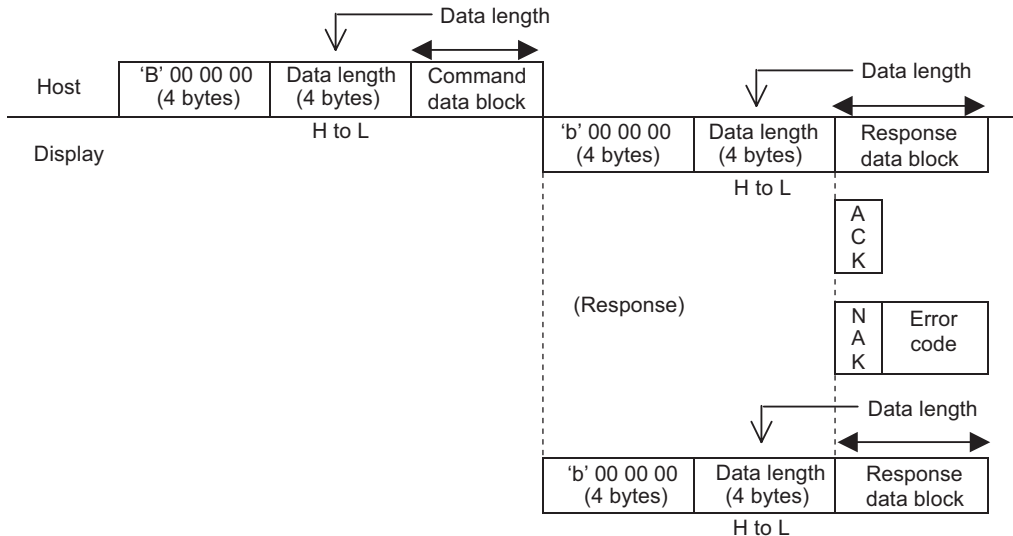 Data length
Host
‘B’ 00 00 00
(4 bytes)
Data length
(4 bytes)
Command
data block
H to L
Data length
Display
‘b’ 00 00 00
(4 bytes)
Data length
(4 bytes)
Response
data block
H to L
A
C
K
(Response)
N
A
K
Error
code
Data length
‘b’ 00 00 00
(4 bytes)
Data length
(4 bytes)
Response
data block
H to L